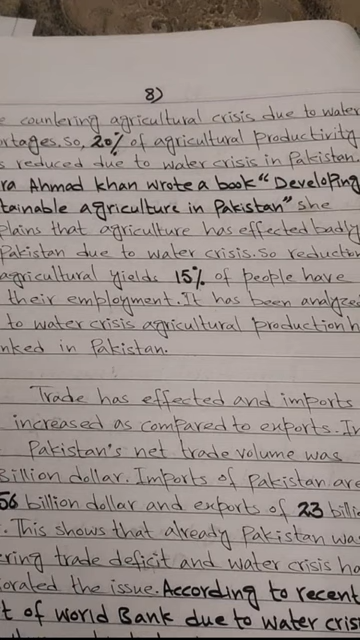 8)
e countering agricultural crisis due to water
rtages. So, 20% of agricultural productivity
s reduced due to water crisis in Pakistan.
ra Ahmad khan wrote a book "Developing
tainable agriculture in Pakistan" she
plains that agriculture has effected badly
Pakistan due to water crisis. So reduction
agricultural yields 15% of people have
their employment. It has been analyze
to water crisis agricultural production h
nked in Pakistan.
Trade has effected and imports
increased as compared to exports. In
Pakistan's net trade volume was
Billion dollar. Imports of Pakistan are
56 billion dollar and exports of 23 billi
. This shows that already Pakistan wa
ring trade deficit and water crisis ha
iorated the issue. According to recent
t of World Bank due to water cris